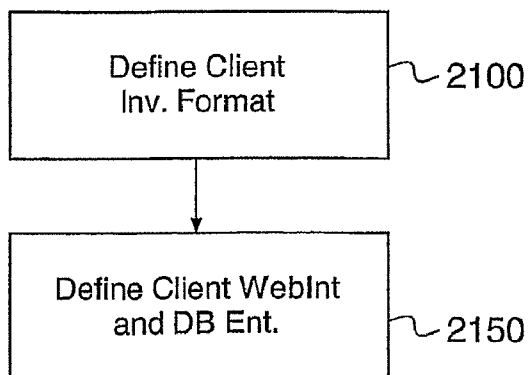 Define Client
Inv. Format
2100
Define Client WebInt
and DB Ent.
2150